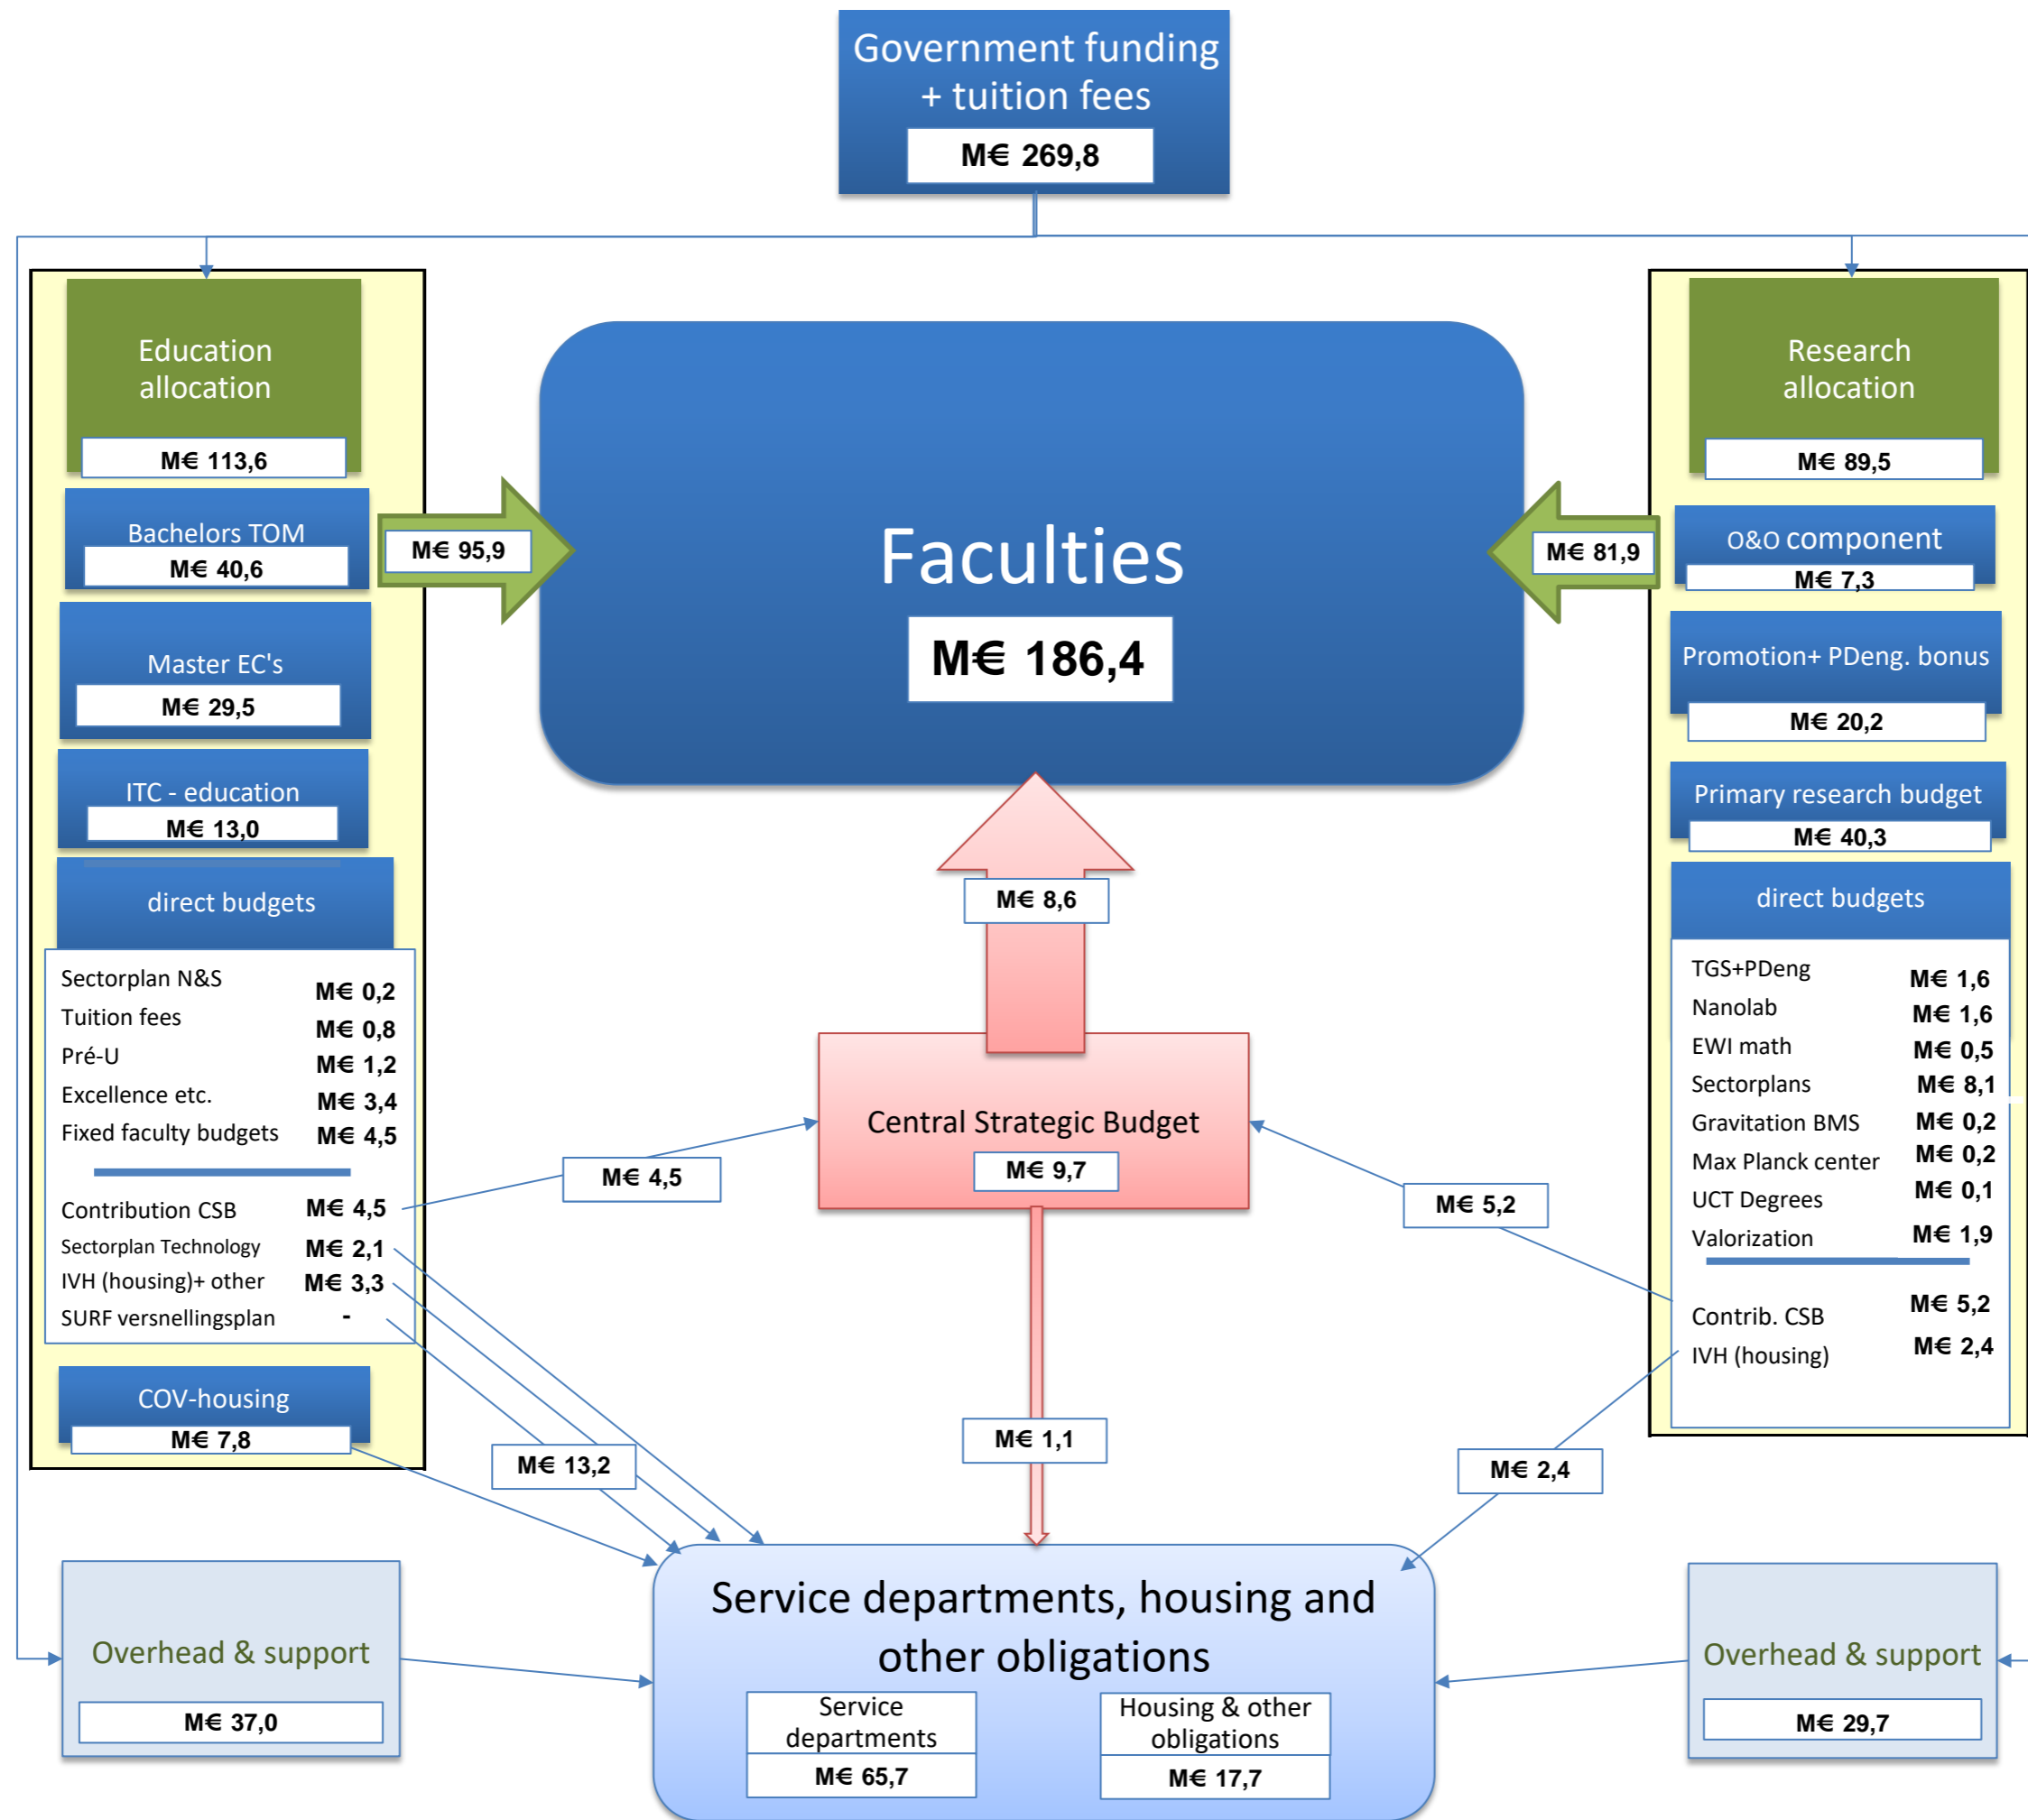 Government funding
+ tuition fees
M€ 269,8
Education
allocation
M€ 113,6
Bachelors TOM
M€ 40,6
Master EC's
M€ 29,5
ITC - education
M€ 13,0
direct budgets
Sectorplan N&S M€ 0,2
Tuition fees M€ 0,8
Pré-U M€ 1,2
Excellence etc. M€ 3,4
Fixed faculty budgets M€ 4,5
Contribution CSB M€ 4,5
Sectorplan Technology M€ 2,1
IVH (housing)+ other M€ 3,3
SURF versnellingsplan -
COV-housing
M€ 7,8
Overhead & support
M€ 37,0
M€ 95,9
Faculties
M€ 186,4
M€ 81,9
M€ 8,6
Central Strategic Budget
M€ 9,7
M€ 4,5
M€ 5,2
M€ 1,1
M€ 13,2
M€ 2,4
Service departments, housing and
other obligations
Service
departments
M€ 65,7
Housing & other
obligations
M€ 17,7
Research
allocation
M€ 89,5
O&O component
M€ 7,3
Promotion+ PDeng. bonus
M€ 20,2
Primary research budget
M€ 40,3
direct budgets
TGS+PDeng M€ 1,6
Nanolab M€ 1,6
EWI math M€ 0,5
Sectorplans M€ 8,1
Gravitation BMS M€ 0,2
Max Planck center M€ 0,2
UCT Degrees M€ 0,1
Valorization M€ 1,9
Contrib. CSB M€ 5,2
IVH (housing) M€ 2,4
Overhead & support
M€ 29,7